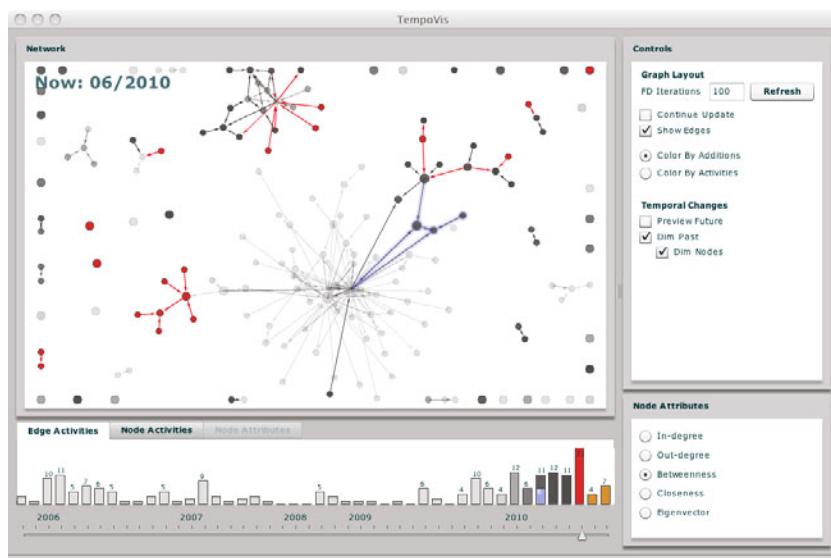 TempoVis
Network
Now: 06/2010
Controls
Graph Layout
FD Iterations 100 Refresh
Continue Update
Show Edges
Color By Additions
Color By Activities
Temporal Changes
Preview Future
Dim Past
Dim Nodes
Edge Activities Node Activities Node Attributes
10 11 5 7 6 5 9 5 6 4 10 6 4 12 6 11 12 11 4 7
2006 2007 2008 2009 2010
Node Attributes
In-degree
Out-degree
Betweenness
Closeness
Eigenvector